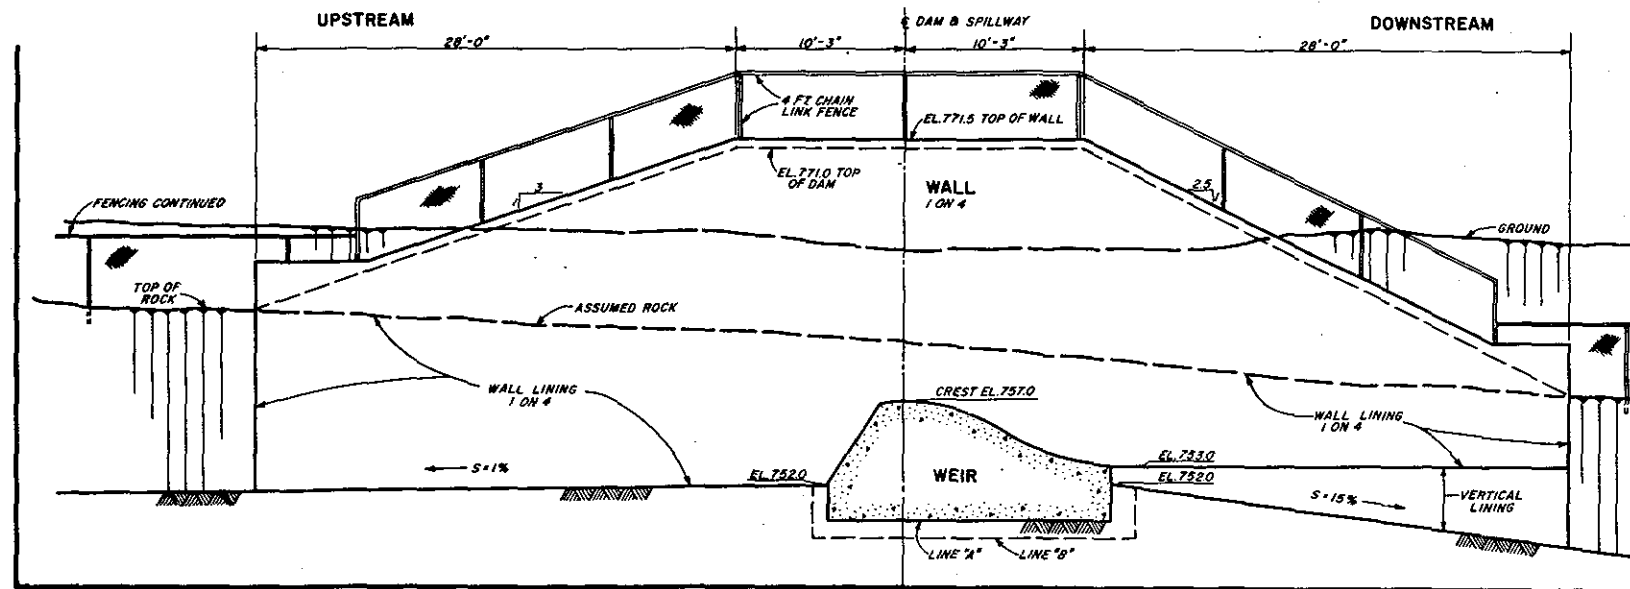 UPSTREAM
℄ DAM & SPILLWAY
DOWNSTREAM
28'-0"
10'-3"
10'-3"
28'-0"
4 FT. CHAIN
LINK FENCE
EL.771.5 TOP OF WALL
EL.771.0 TOP
OF DAM
3
1
WALL
1 ON 4
2.5
1
FENCING CONTINUED
GROUND
TOP OF
ROCK
ASSUMED ROCK
WALL LINING
1 ON 4
CREST EL.757.0
WALL LINING
1 ON 4
S=1%
EL.752.0
WEIR
EL.753.0
EL.752.0
S=15%
VERTICAL
LINING
LINE "A"
LINE "B"